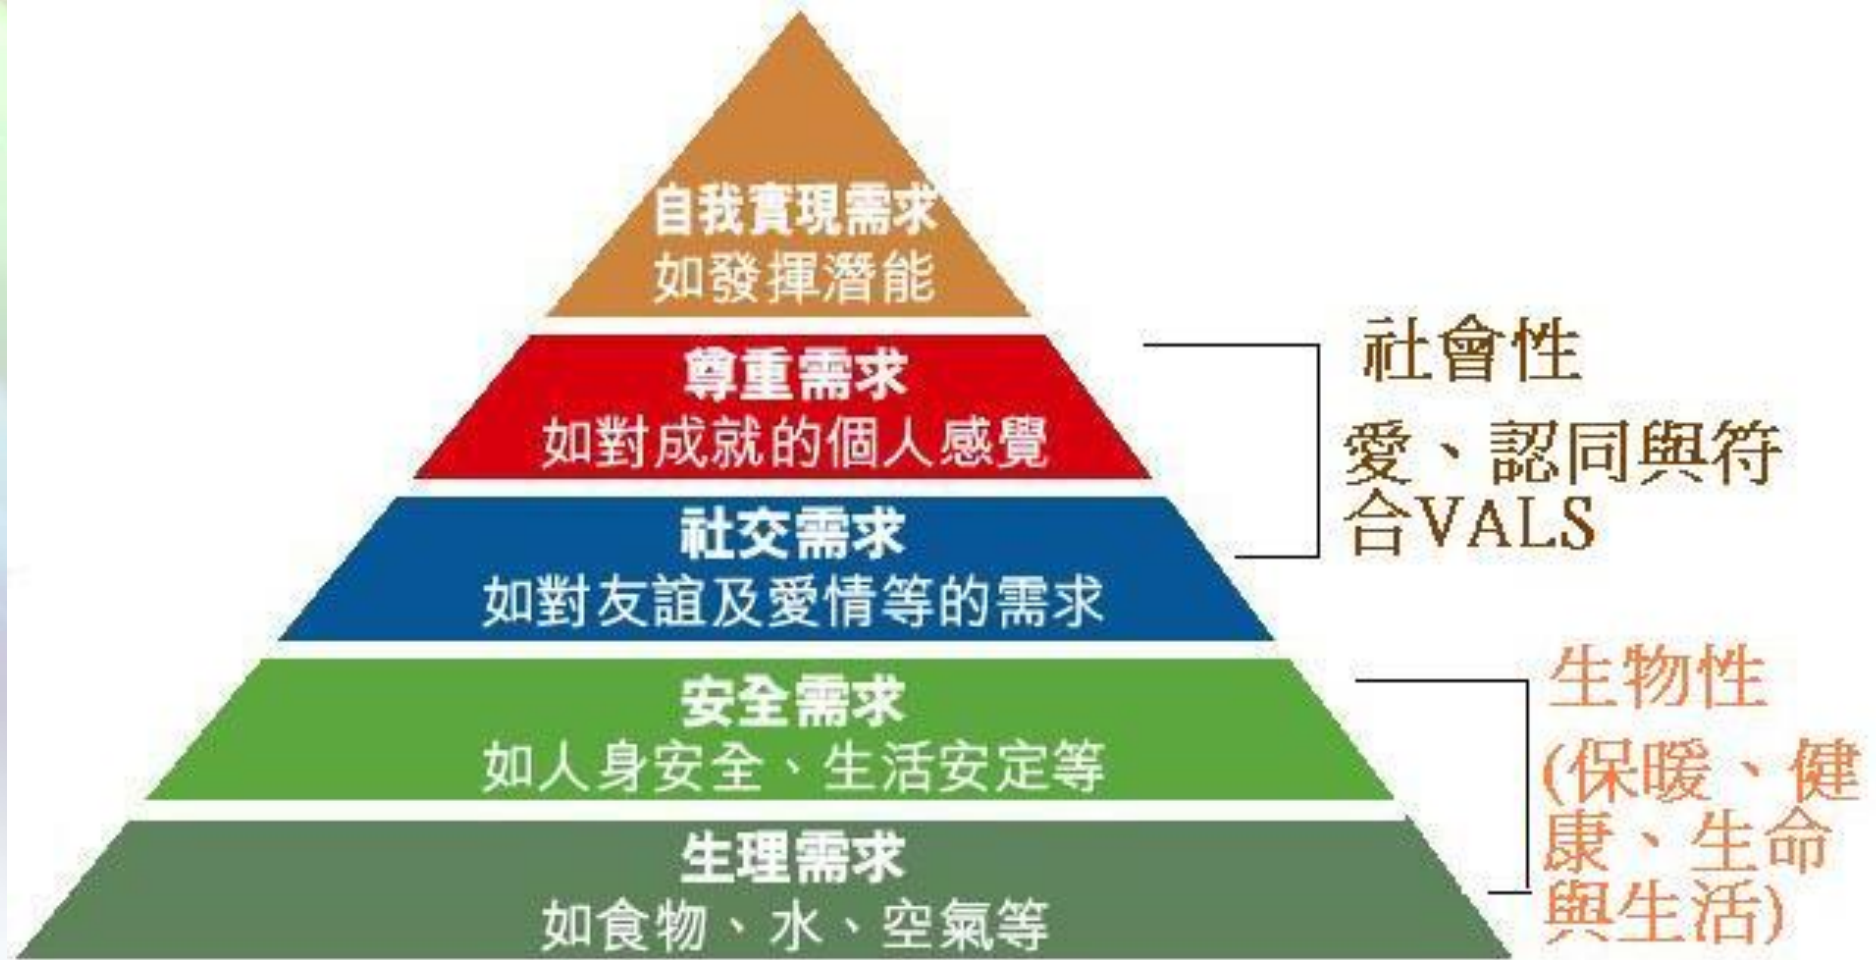 自我實現需求
如發揮潛能
尊重需求
如對成就的個人感覺
社交需求
如對友誼及愛情等的需求
安全需求
如人身安全、生活安定等
生理需求
如食物、水、空氣等
社會性
愛、認同與符
合VALS
生物性
(保暖、健
康、生命
與生活)